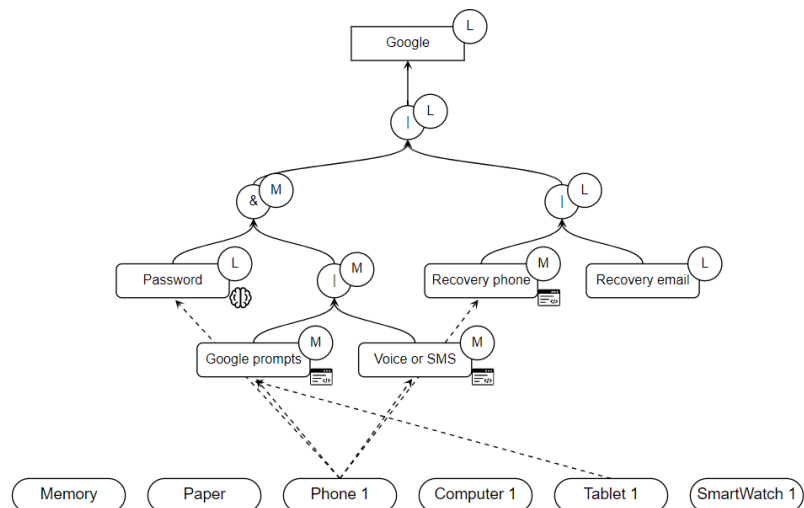 Google
L
|
L
&
M
|
L
Password
L
|
M
Recovery phone
M
Recovery email
L
Google prompts
M
Voice or SMS
M
Memory
Paper
Phone 1
Computer 1
Tablet 1
SmartWatch 1